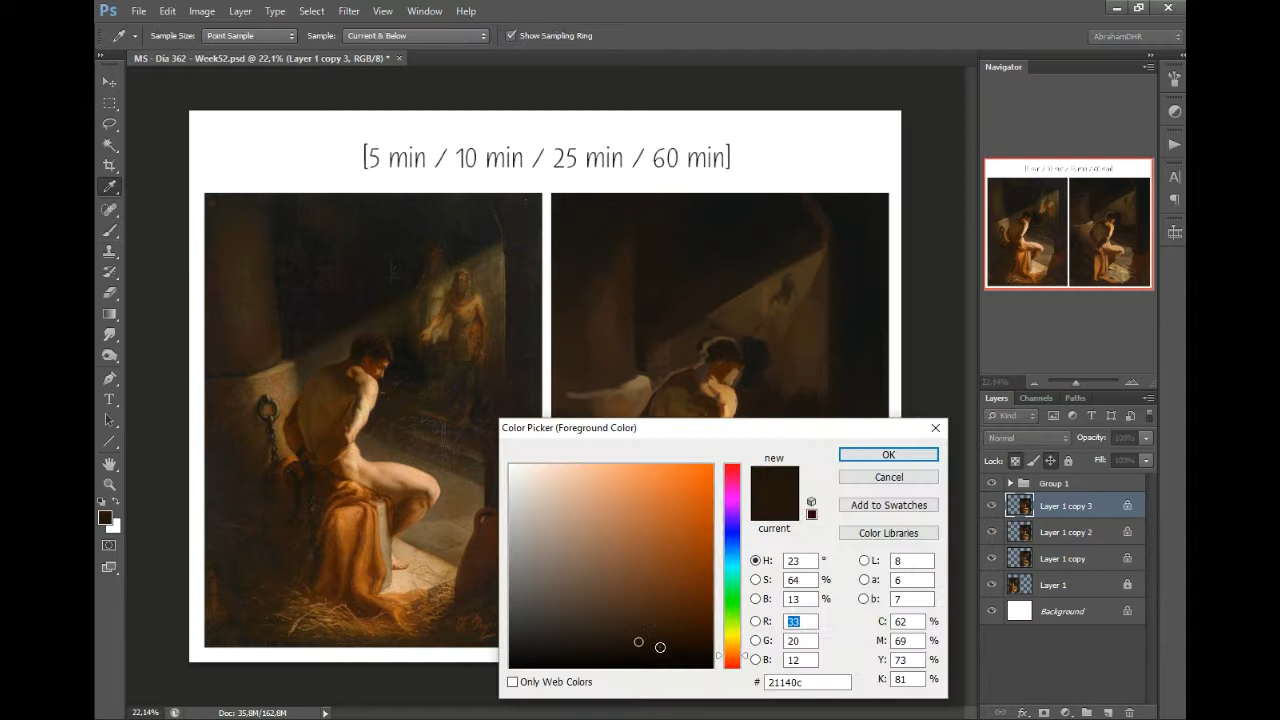 Ps File Edit Image Layer Type Select Filter View Window Help
Sample Size: Point Sample Sample: Current & Below Show Sampling Ring AbrahamDHR
MS - Día 362 - Week52.psd @ 22,1% (Layer 1 copy 3, RGB/8) * ×
Navigator
[5 min / 10 min / 25 min / 60 min]
22,14%
Layers Channels Paths
Kind
Normal Opacity: 100%
Lock: Fill: 100%
Group 1
Layer 1 copy 3
Layer 1 copy 2
Layer 1 copy
Layer 1
Background
Color Picker (Foreground Color)
new
current
OK
Cancel
Add to Swatches
Color Libraries
H: 23 °
S: 64 %
B: 13 %
R: 33
G: 20
B: 12
L: 8
a: 6
b: 7
C: 62 %
M: 69 %
Y: 73 %
K: 81 %
# 21140c
Only Web Colors
22,14% Doc: 35,8M/162,8M